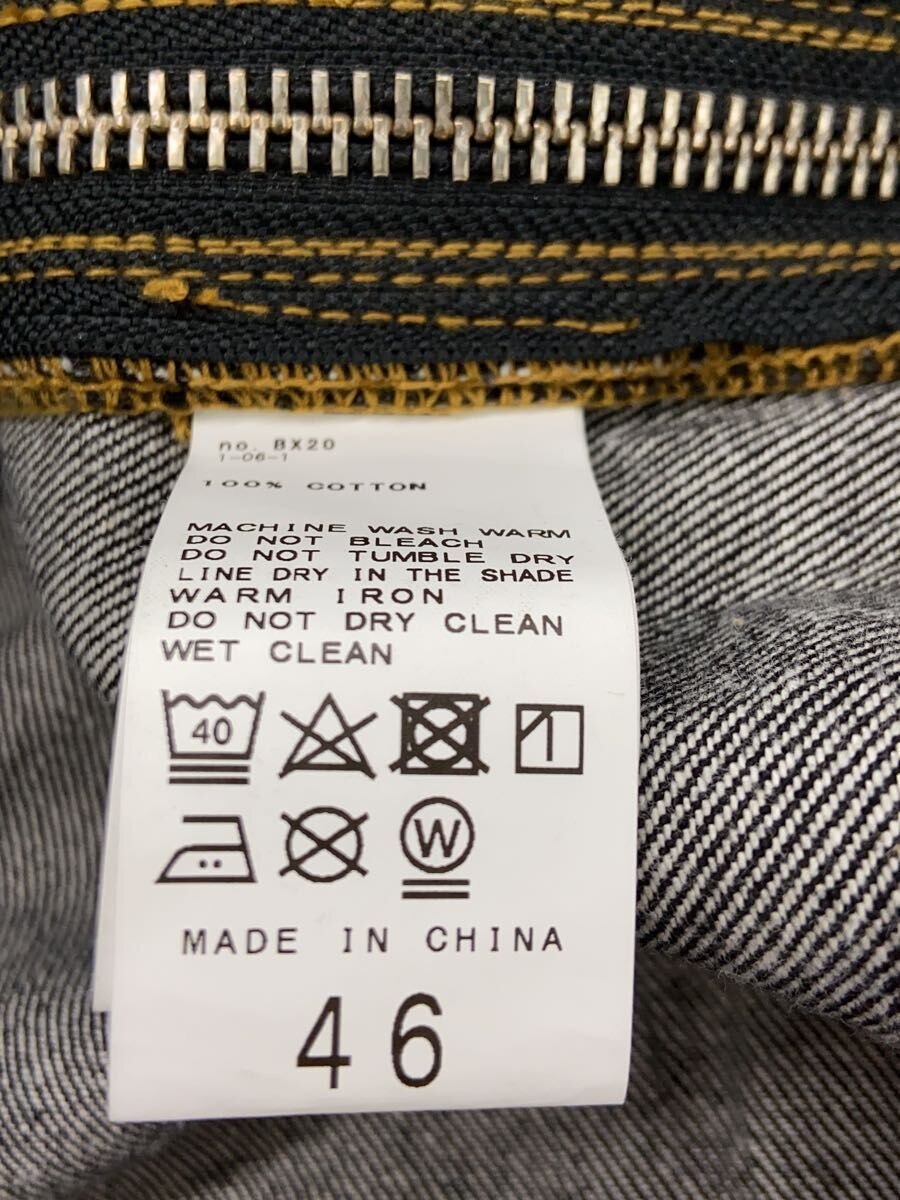 no. BX20
1-06-1
100% COTTON
MACHINE WASH WARM
DO NOT BLEACH
DO NOT TUMBLE DRY
LINE DRY IN THE SHADE
WARM IRON
DO NOT DRY CLEAN
WET CLEAN
40
W
MADE IN CHINA
46